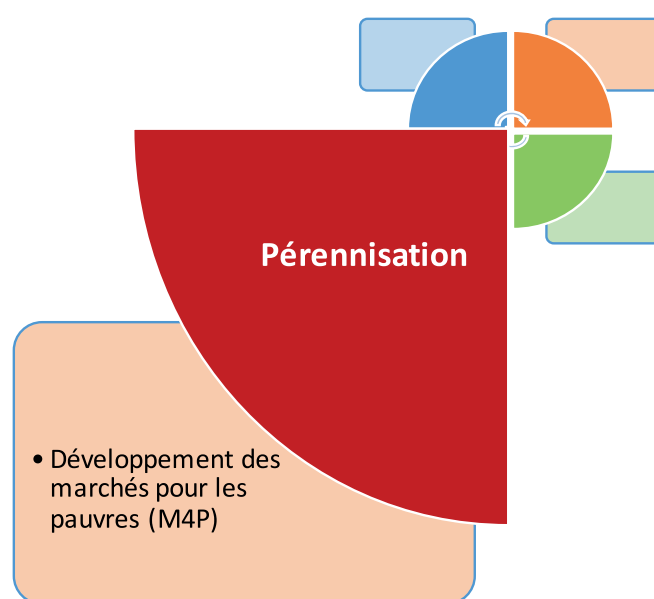 Pérennisation
• Développement des
marchés pour les
pauvres (M4P)